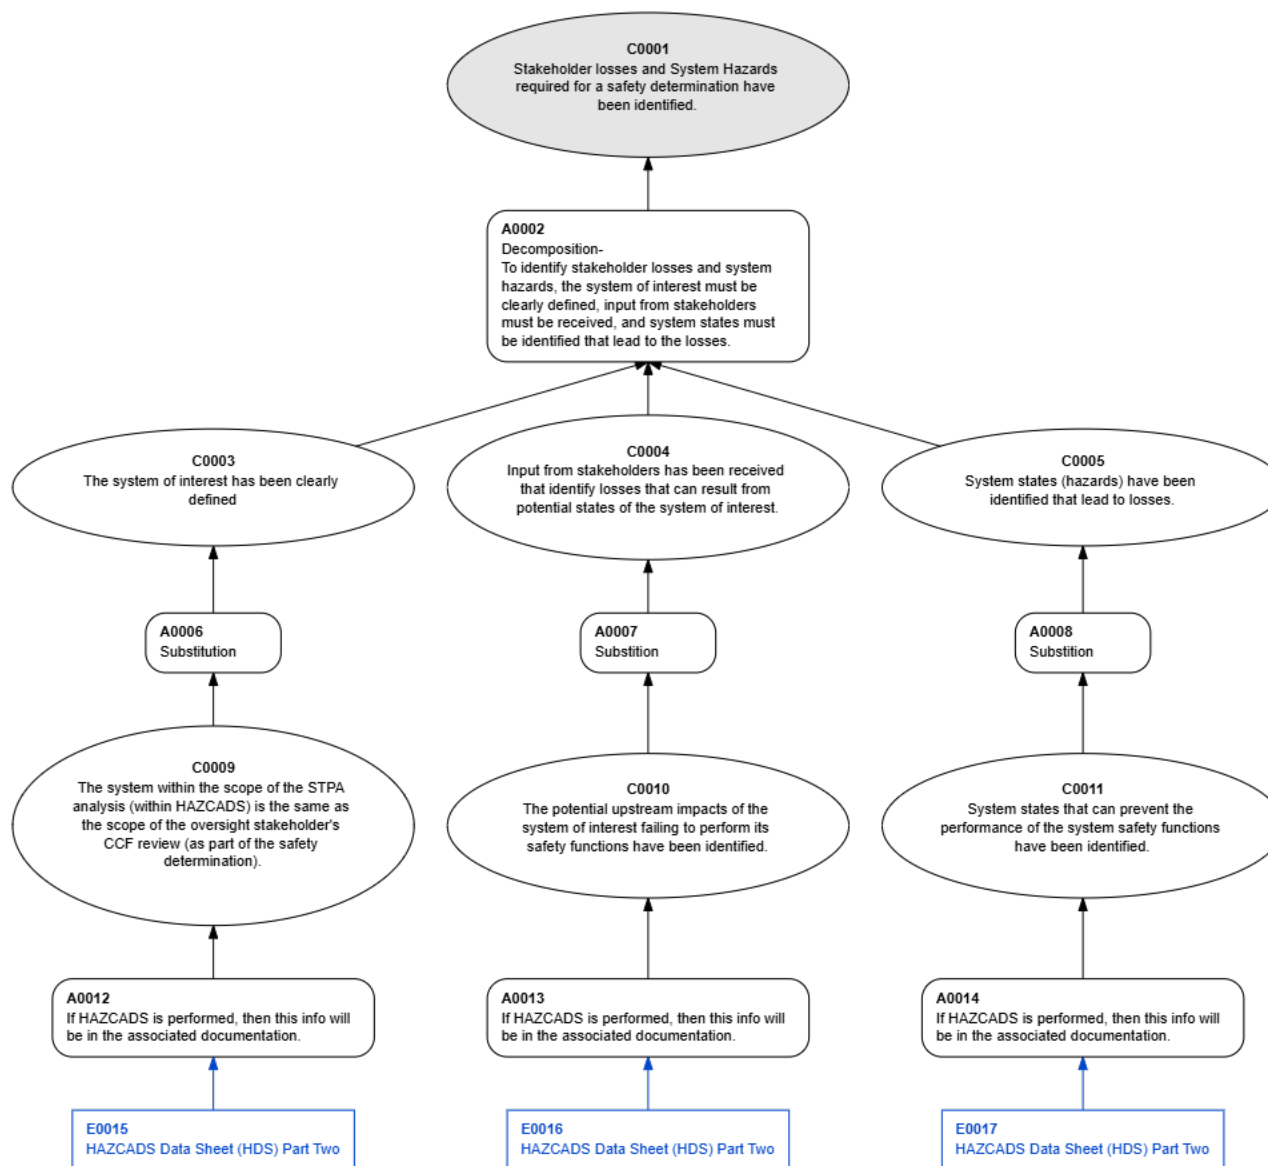 C0001
Stakeholder losses and System Hazards
required for a safety determination have
been identified.
A0002
Decomposition-
To identify stakeholder losses and system
hazards, the system of interest must be
clearly defined, input from stakeholders
must be received, and system states must
be identified that lead to the losses.
C0003
The system of interest has been clearly
defined
C0004
Input from stakeholders has been received
that identify losses that can result from
potential states of the system of interest.
C0005
System states (hazards) have been
identified that lead to losses.
A0006
Substitution
A0007
Substition
A0008
Substition
C0009
The system within the scope of the STPA
analysis (within HAZCADS) is the same as
the scope of the oversight stakeholder's
CCF review (as part of the safety
determination).
C0010
The potential upstream impacts of the
system of interest failing to perform its
safety functions have been identified.
C0011
System states that can prevent the
performance of the system safety functions
have been identified.
A0012
If HAZCADS is performed, then this info will
be in the associated documentation.
A0013
If HAZCADS is performed, then this info will
be in the associated documentation.
A0014
If HAZCADS is performed, then this info will
be in the associated documentation.
E0015
HAZCADS Data Sheet (HDS) Part Two
E0016
HAZCADS Data Sheet (HDS) Part Two
E0017
HAZCADS Data Sheet (HDS) Part Two